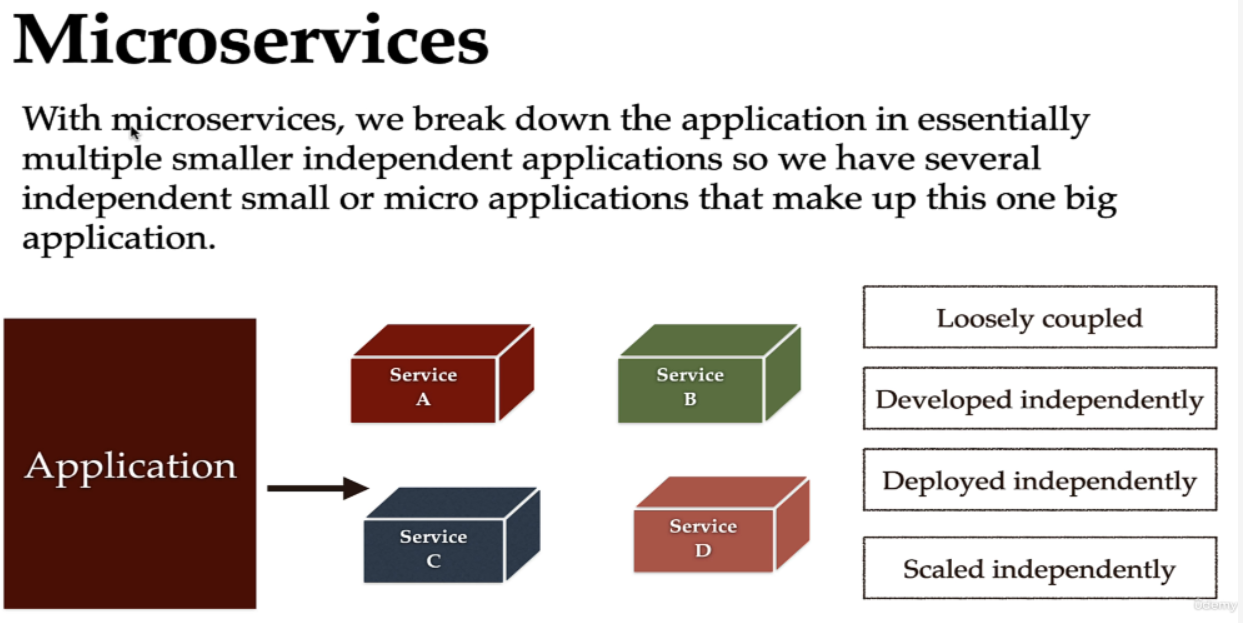 Microservices
With microservices, we break down the application in essentially
multiple smaller independent applications so we have several
independent small or micro applications that make up this one big
application.
Application
Service
A
Service
B
Service
C
Service
D
Loosely coupled
Developed independently
Deployed independently
Scaled independently
ûdemy